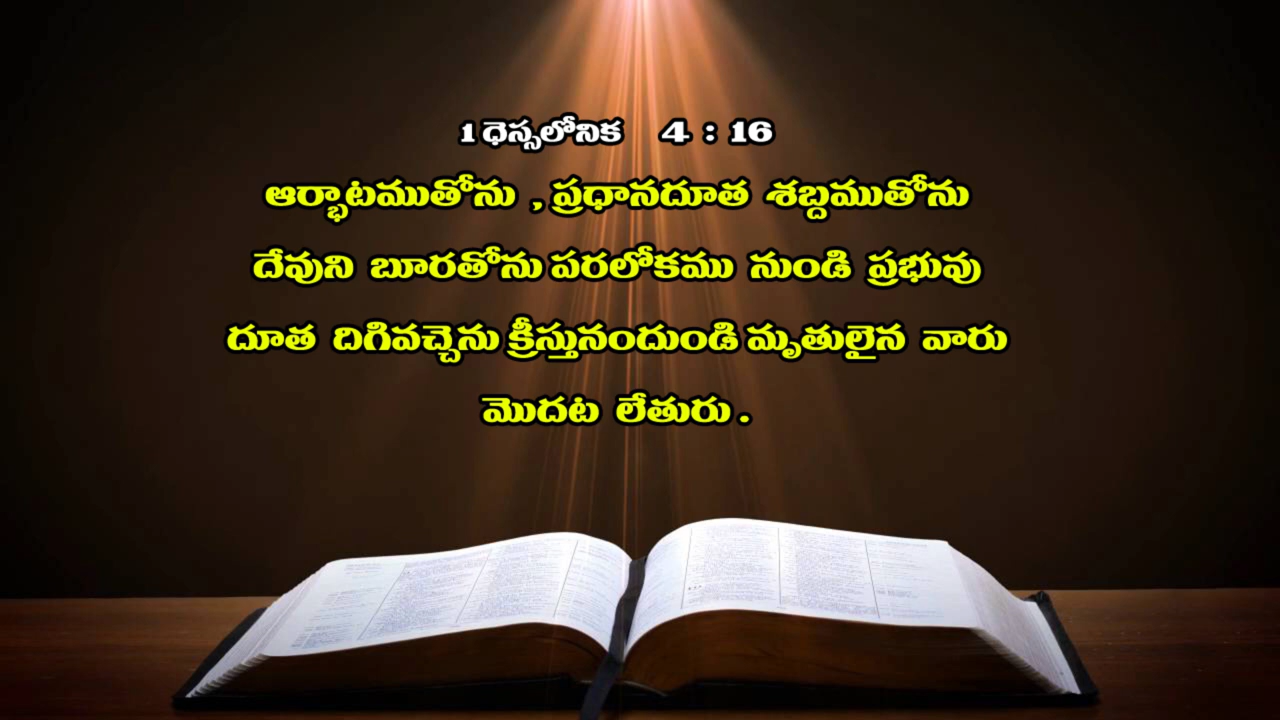 1 ధెస్సలోనిక 4 : 16
ఆర్భాటముతోను , ప్రధానదూత శబ్దముతోను
దేవుని బూరతోను పరలోకము నుండి ప్రభువు
దూత దిగివచ్చెను క్రీస్తునందుండి మృతులైన వారు
మొదట లేతురు .